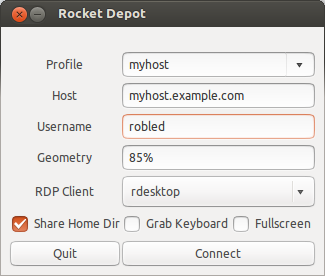 Rocket Depot
Profile myhost
Host myhost.example.com
Username robled
Geometry 85%
RDP Client rdesktop
Share Home Dir Grab Keyboard Fullscreen
Quit Connect